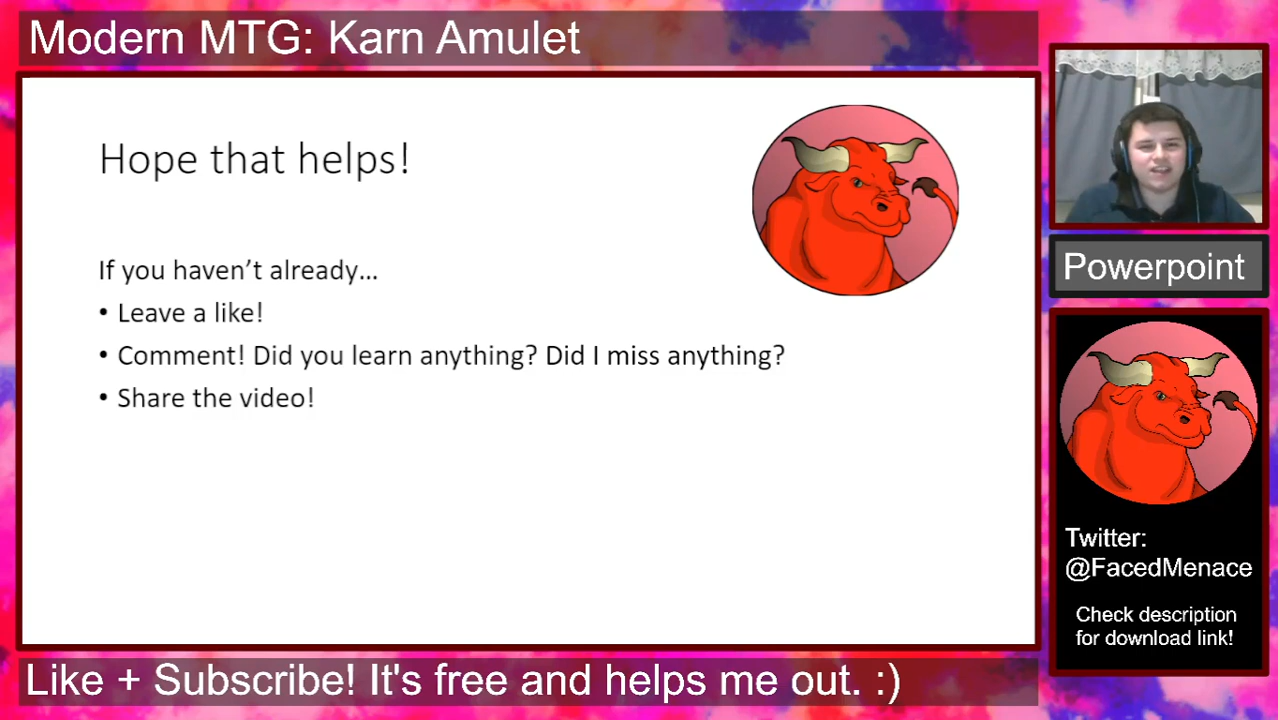 Modern MTG: Karn Amulet
Hope that helps!
If you haven’t already…
• Leave a like!
• Comment! Did you learn anything? Did I miss anything?
• Share the video!
Powerpoint
Twitter:
@FacedMenace
Check description
for download link!
Like + Subscribe! It's free and helps me out. :)